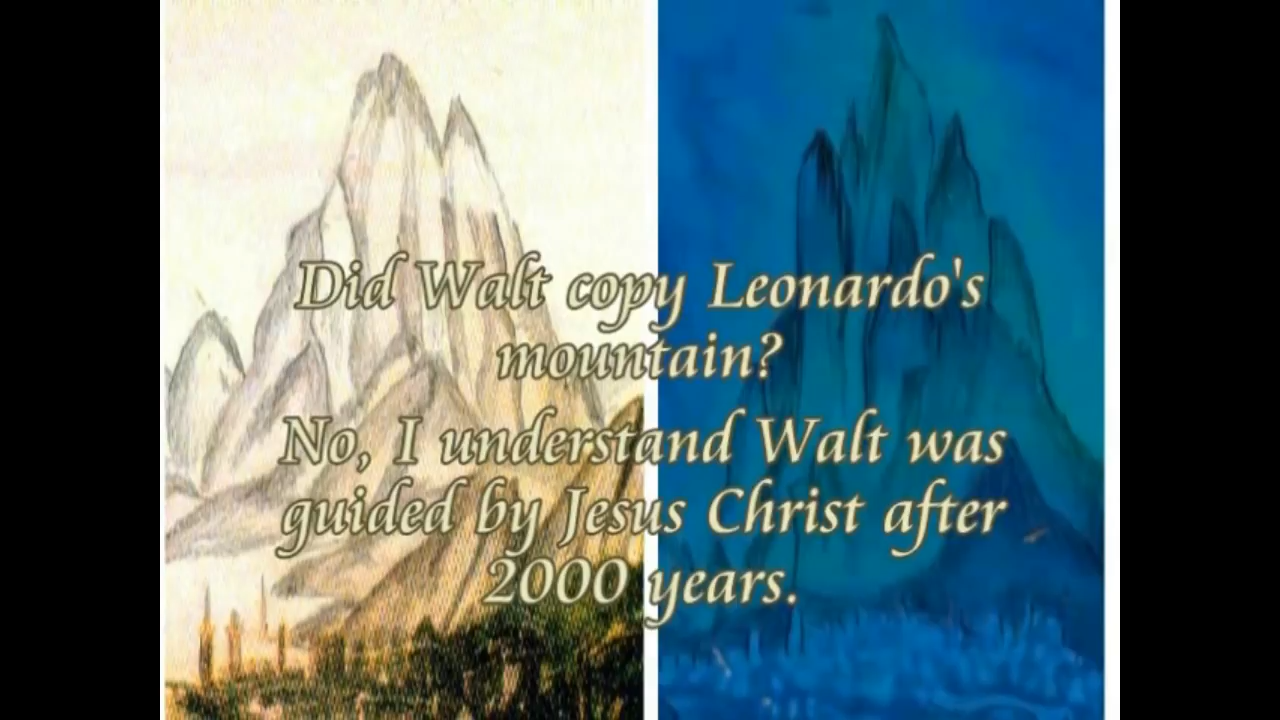 Did Walt copy Leonardo's
mountain?
No, I understand Walt was
guided by Jesus Christ after
2000 years.